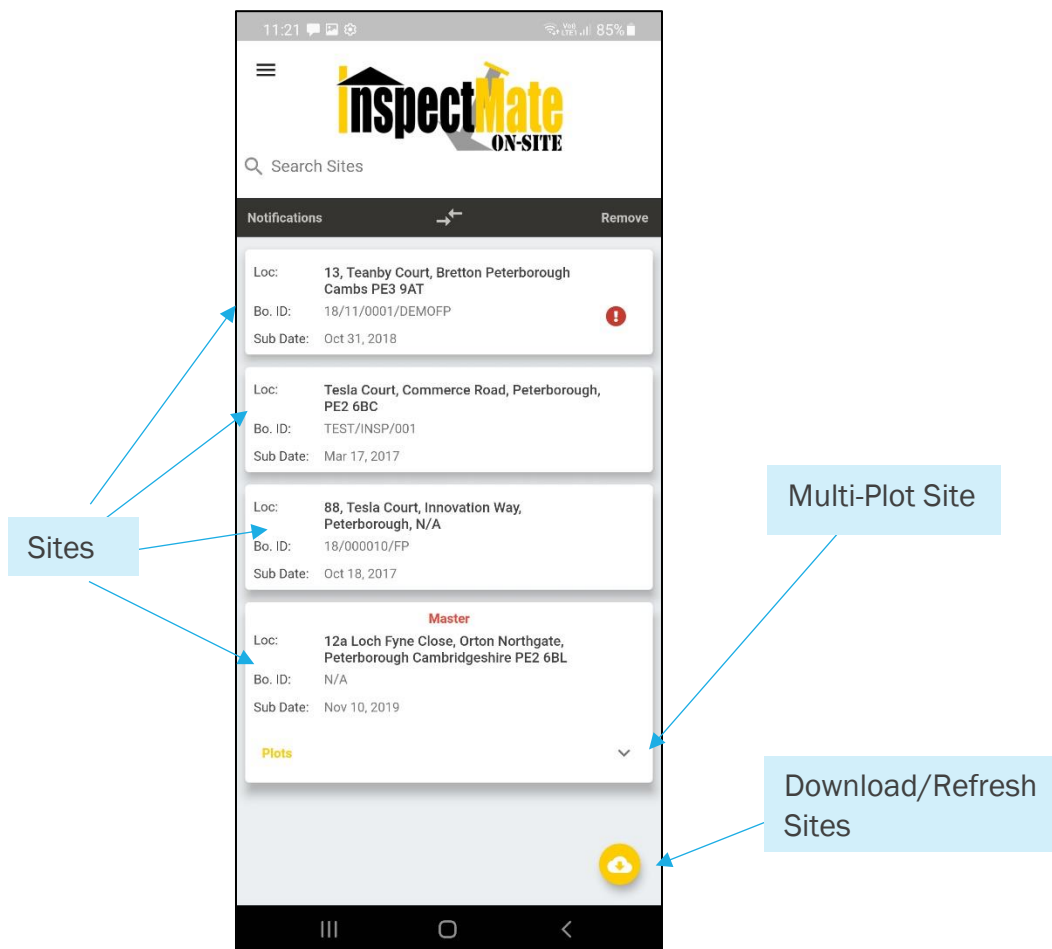 11:21
Vo)) LTE1 85%
InspectMate
ON-SITE
Search Sites
Notifications
Remove
Loc: 13, Teanby Court, Bretton Peterborough
Cambs PE3 9AT
Bo. ID: 18/11/0001/DEMOFP
Sub Date: Oct 31, 2018
Loc: Tesla Court, Commerce Road, Peterborough,
PE2 6BC
Bo. ID: TEST/INSP/001
Sub Date: Mar 17, 2017
Loc: 88, Tesla Court, Innovation Way,
Peterborough, N/A
Bo. ID: 18/000010/FP
Sub Date: Oct 18, 2017
Master
Loc: 12a Loch Fyne Close, Orton Northgate,
Peterborough Cambridgeshire PE2 6BL
Bo. ID: N/A
Sub Date: Nov 10, 2019
Plots
Sites
Multi-Plot Site
Download/Refresh
Sites